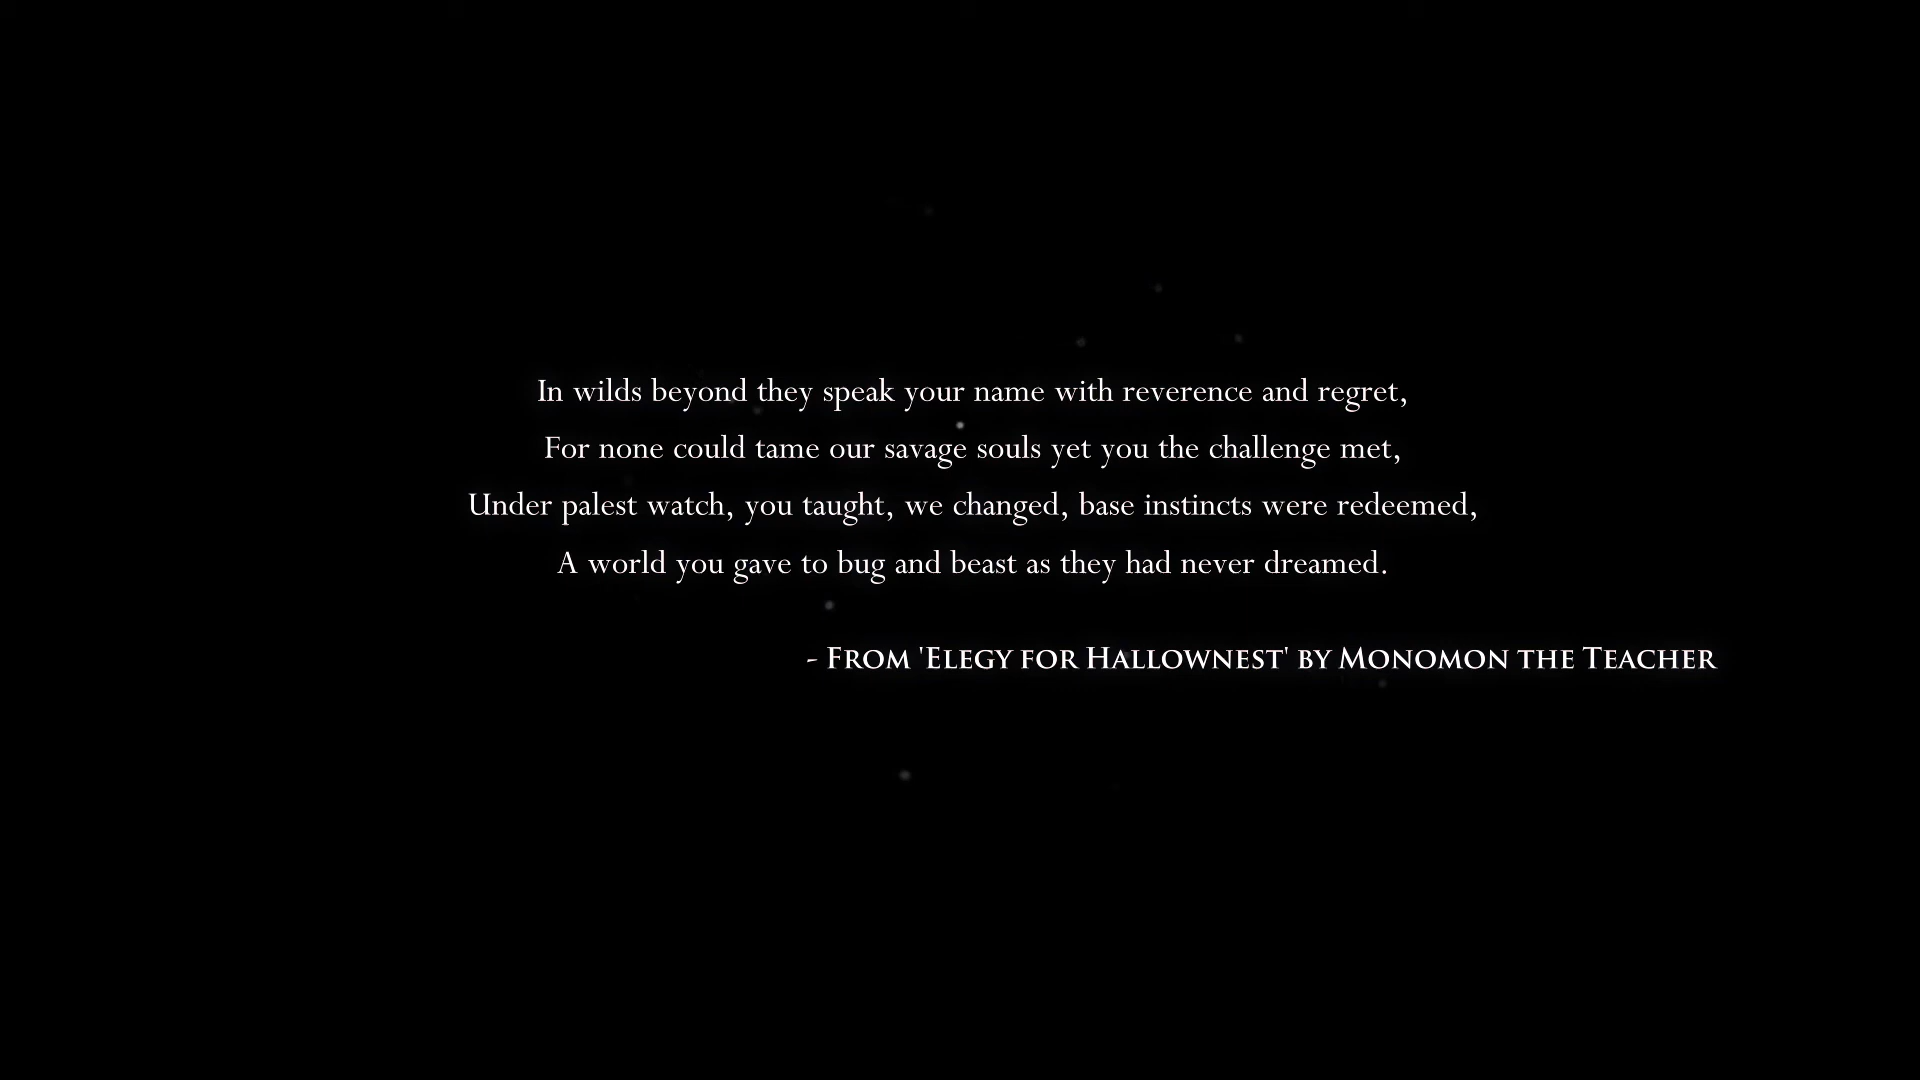 In wilds beyond they speak your name with reverence and regret,
For none could tame our savage souls yet you the challenge met,
Under palest watch, you taught, we changed, base instincts were redeemed,
A world you gave to bug and beast as they had never dreamed.
- From 'Elegy for Hallownest' by Monomon the Teacher